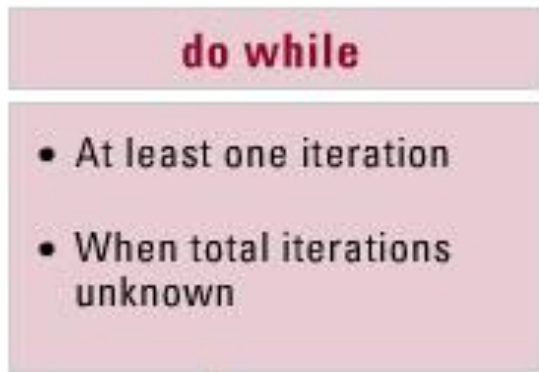 do while
• At least one iteration
• When total iterations
unknown